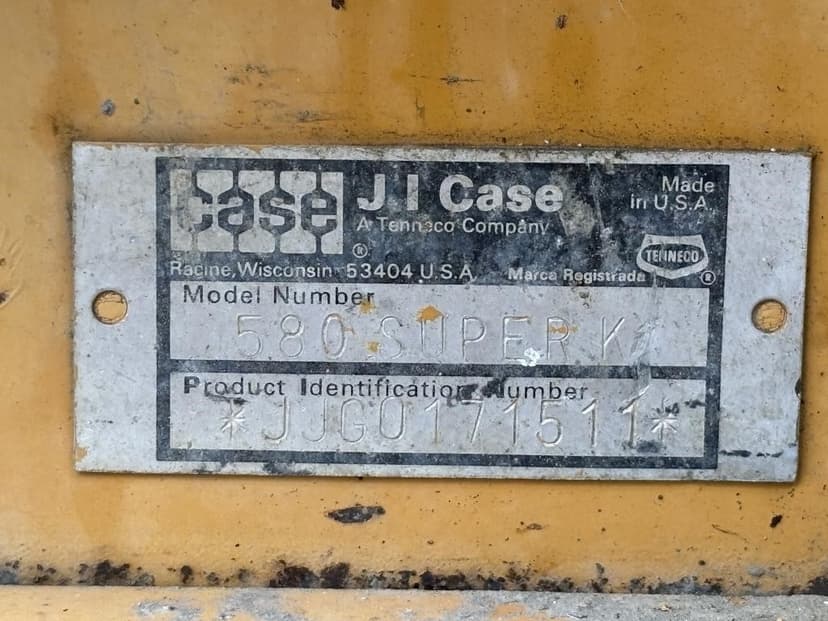 case
J I Case
A Tenneco Company
Made
in U.S.A.
®
TENNECO
®
Racine, Wisconsin 53404 U.S.A.
Marca Registrada
Model Number
580 SUPER K
Product Identification Number
*JJG0171511*